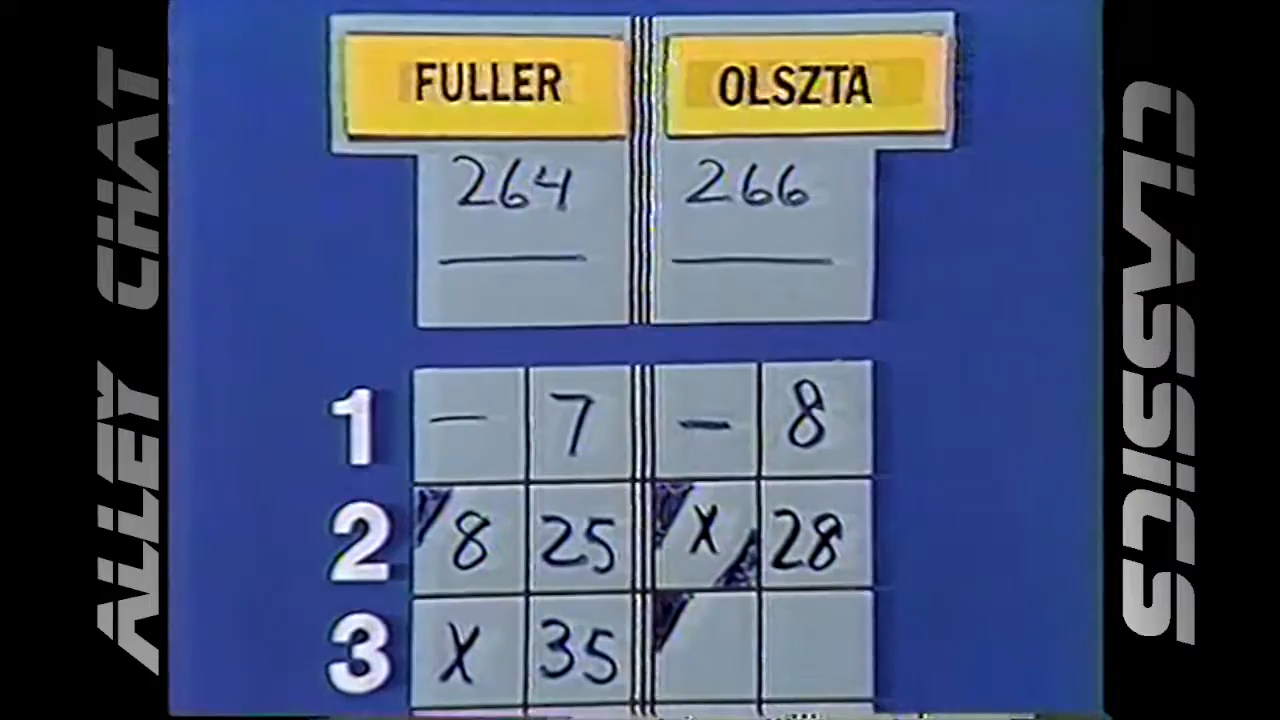 ALLEY CHAT
FULLER OLSZTA
264 266
1 - 7 - 8
2 8 25 X 28
3 X 35
CLASSICS